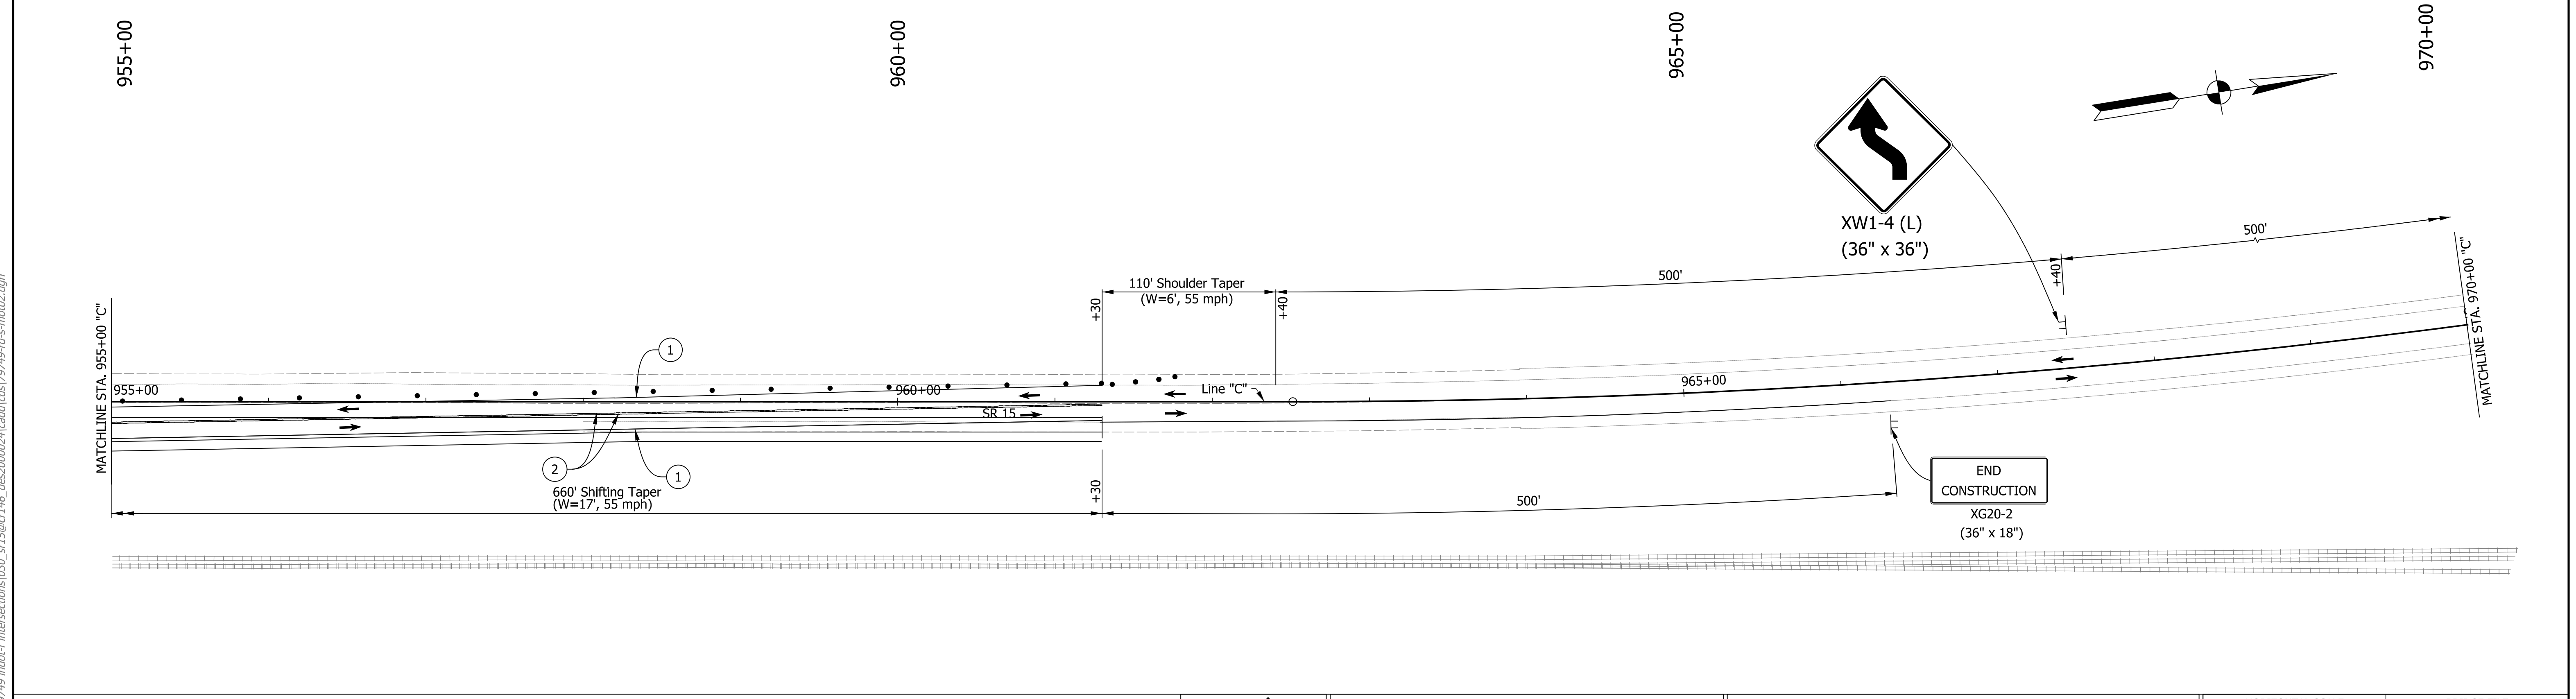 955+00
960+00
965+00
970+00
XW1-4 (L)
(36" x 36")
500'
500'
+40
110' Shoulder Taper
(W=6', 55 mph)
+30
+40
MATCHLINE STA. 955+00 "C"
MATCHLINE STA. 970+00 "C"
1
955+00
960+00
Line "C"
965+00
SR 15
2
1
660' Shifting Taper
(W=17', 55 mph)
+30
500'
END
CONSTRUCTION
XG20-2
(36" x 18")